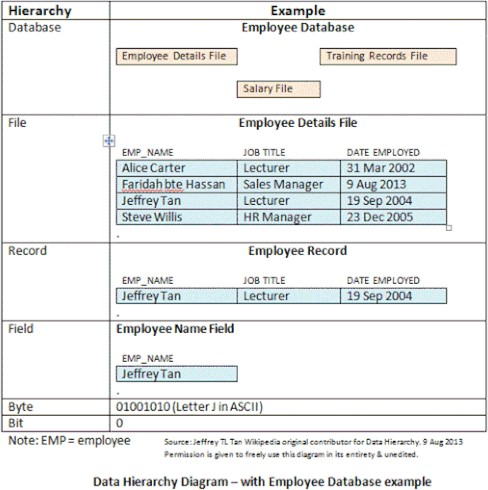 Hierarchy Example
Database Employee Database
Employee Details File Training Records File
Salary File
File Employee Details File
EMP_NAME JOB TITLE DATE EMPLOYED
Alice Carter Lecturer 31 Mar 2002
Faridah bte Hassan Sales Manager 9 Aug 2013
Jeffrey Tan Lecturer 19 Sep 2004
Steve Willis HR Manager 23 Dec 2005
.
Record Employee Record
EMP_NAME JOB TITLE DATE EMPLOYED
Jeffrey Tan Lecturer 19 Sep 2004
.
Field Employee Name Field
EMP_NAME
Jeffrey Tan
.
Byte 01001010 (Letter J in ASCII)
Bit 0
Note: EMP = employee Source: Jeffrey TL Tan Wikipedia original contributor for Data Hierarchy. 9 Aug 2013
Permission is given to freely use this diagram in its entirety & unedited.
Data Hierarchy Diagram – with Employee Database example